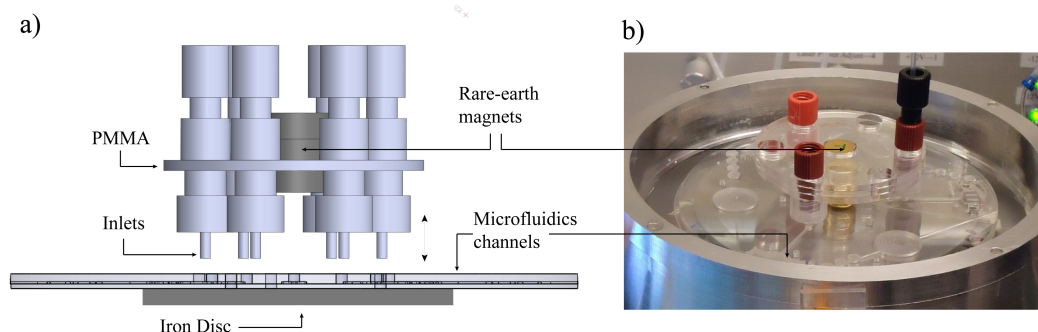 a)
PMMA
Inlets
Iron Disc
Rare-earth
magnets
Microfluidics
channels
b)